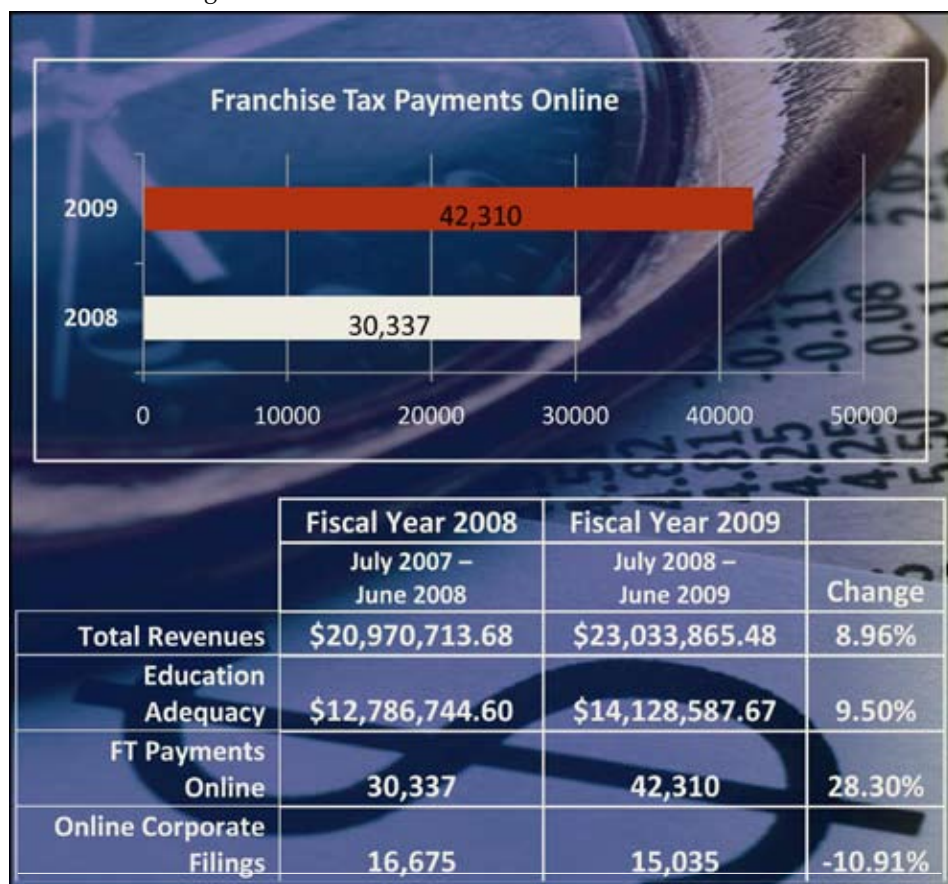 Franchise Tax Payments Online
2009
42,310
2008
30,337
0 10000 20000 30000 40000 50000
Fiscal Year 2008 Fiscal Year 2009
July 2007 –
June 2008
July 2008 –
June 2009
Change
Total Revenues $20,970,713.68 $23,033,865.48 8.96%
Education
Adequacy $12,786,744.60 $14,128,587.67 9.50%
FT Payments
Online 30,337 42,310 28.30%
Online Corporate
Filings 16,675 15,035 -10.91%